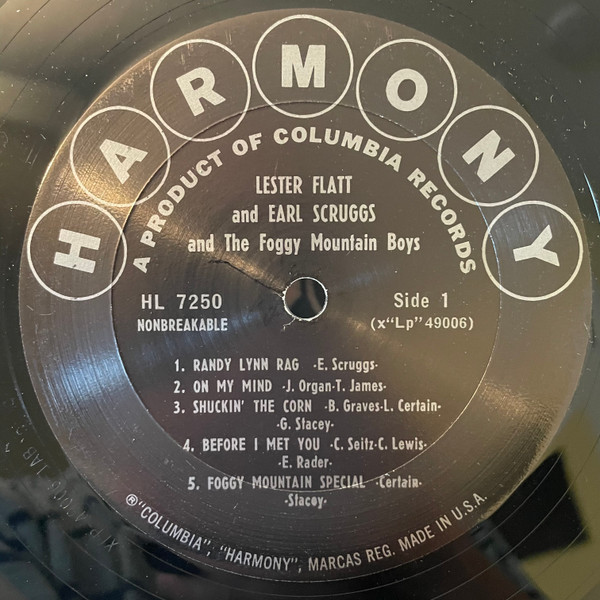 HARMONY
A PRODUCT OF COLUMBIA RECORDS
LESTER FLATT
and EARL SCRUGGS
and The Foggy Mountain Boys
HL 7250
NONBREAKABLE
Side 1
(x"Lp" 49006)
1. RANDY LYNN RAG -E. Scruggs-
2. ON MY MIND -J. Organ-T. James-
3. SHUCKIN' THE CORN -B. Graves-L. Certain-
-G. Stacey-
4. BEFORE I MET YOU -C. Seitz-C. Lewis-
-E. Rader-
5. FOGGY MOUNTAIN SPECIAL -Certain-
-Stacey-
®"COLUMBIA", "HARMONY", MARCAS REG. MADE IN U.S.A.